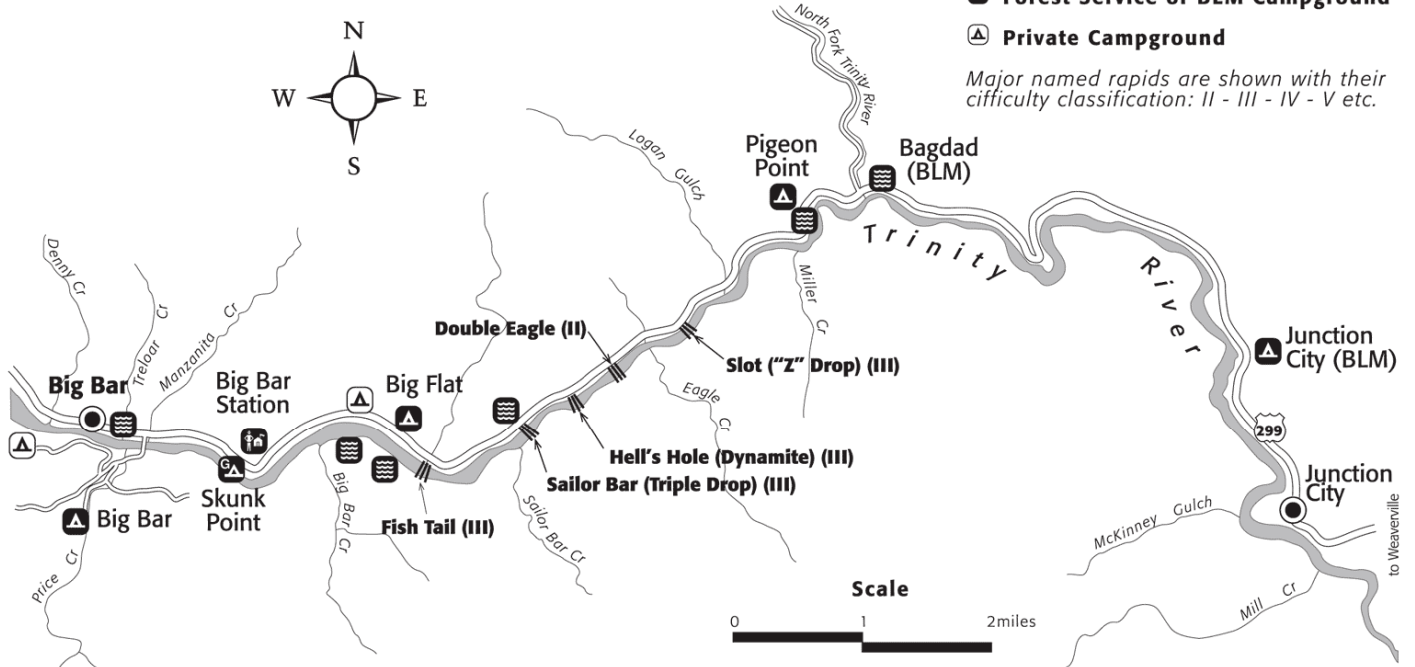 Forest Service or BLM Campground
Private Campground
Major named rapids are shown with their
cifficulty classification: II - III - IV - V etc.
N
W
E
S
North Fork Trinity River
Logan Gulch
Pigeon
Point
Bagdad
(BLM)
Trinity
River
Miller Cr
Denny Cr
Treloar Cr
Manzanita Cr
Double Eagle (II)
Slot ("Z" Drop) (III)
Junction
City (BLM)
Big Bar
Big Bar
Station
Big Flat
Eagle Cr
299
Hell's Hole (Dynamite) (III)
Sailor Bar (Triple Drop) (III)
G
Skunk
Point
Big Bar
Big Bar Cr
Fish Tail (III)
Sailor Bar Cr
Junction
City
McKinney Gulch
to Weaverville
Price Cr
Mill Cr
Scale
0 1 2miles